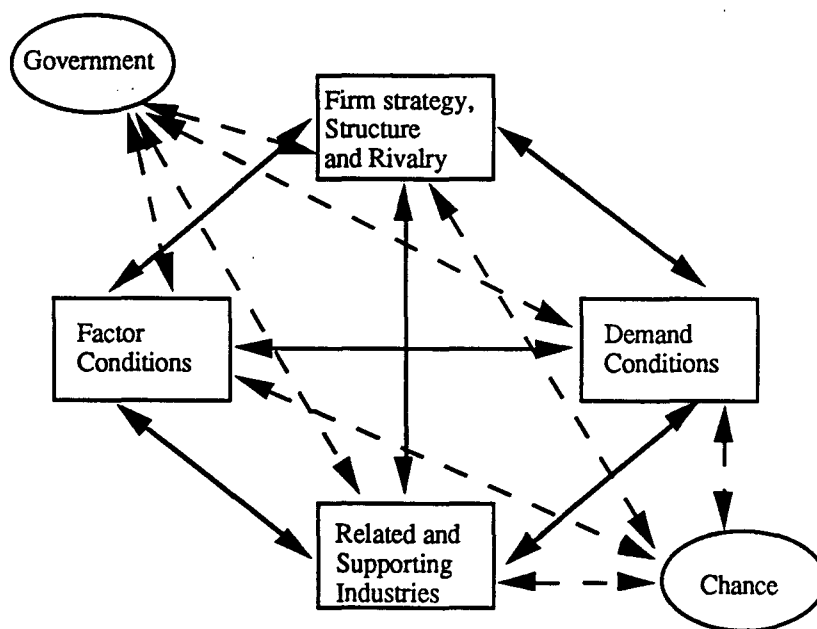 Government
Firm strategy,
Structure
and Rivalry
Factor
Conditions
Demand
Conditions
Related and
Supporting
Industries
Chance